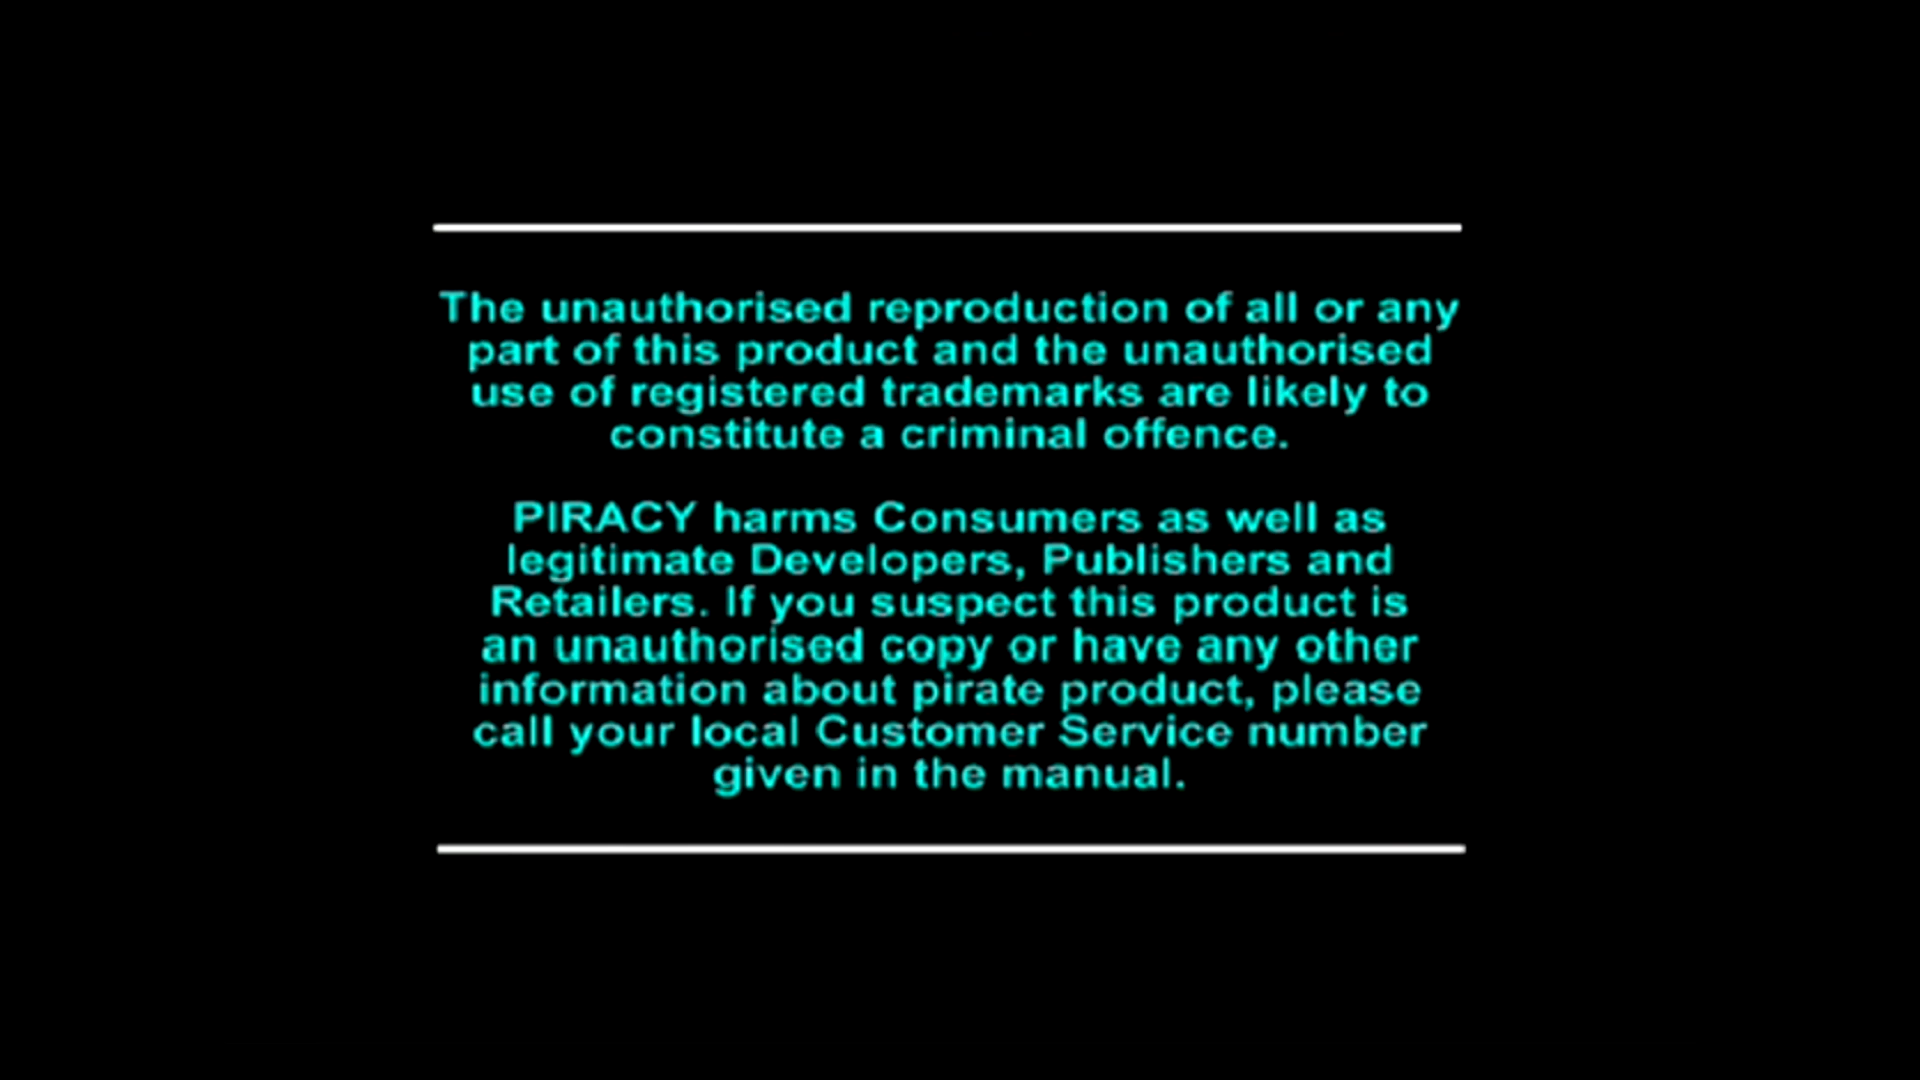 The unauthorised reproduction of all or any
part of this product and the unauthorised
use of registered trademarks are likely to
constitute a criminal offence.
PIRACY harms Consumers as well as
legitimate Developers, Publishers and
Retailers. If you suspect this product is
an unauthorised copy or have any other
information about pirate product, please
call your local Customer Service number
given in the manual.